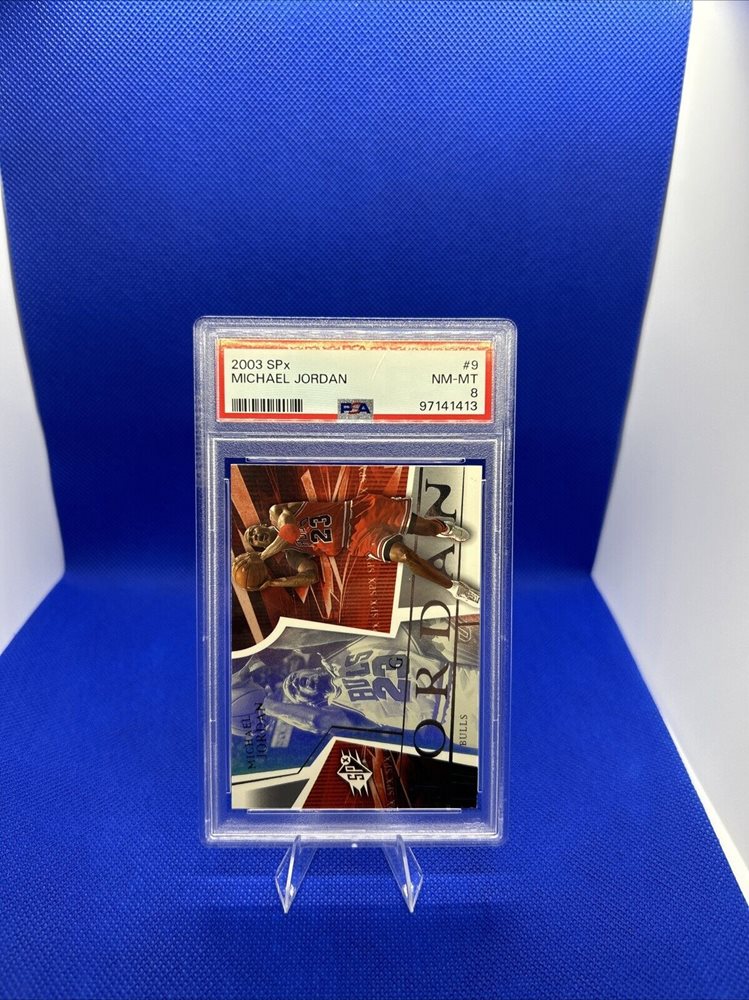 2003 SPx #9
MICHAEL JORDAN NM-MT
8
PSA 97141413
23
BULLS
23
MICHAEL
JORDAN
G
JORDAN
BULLS
SPx